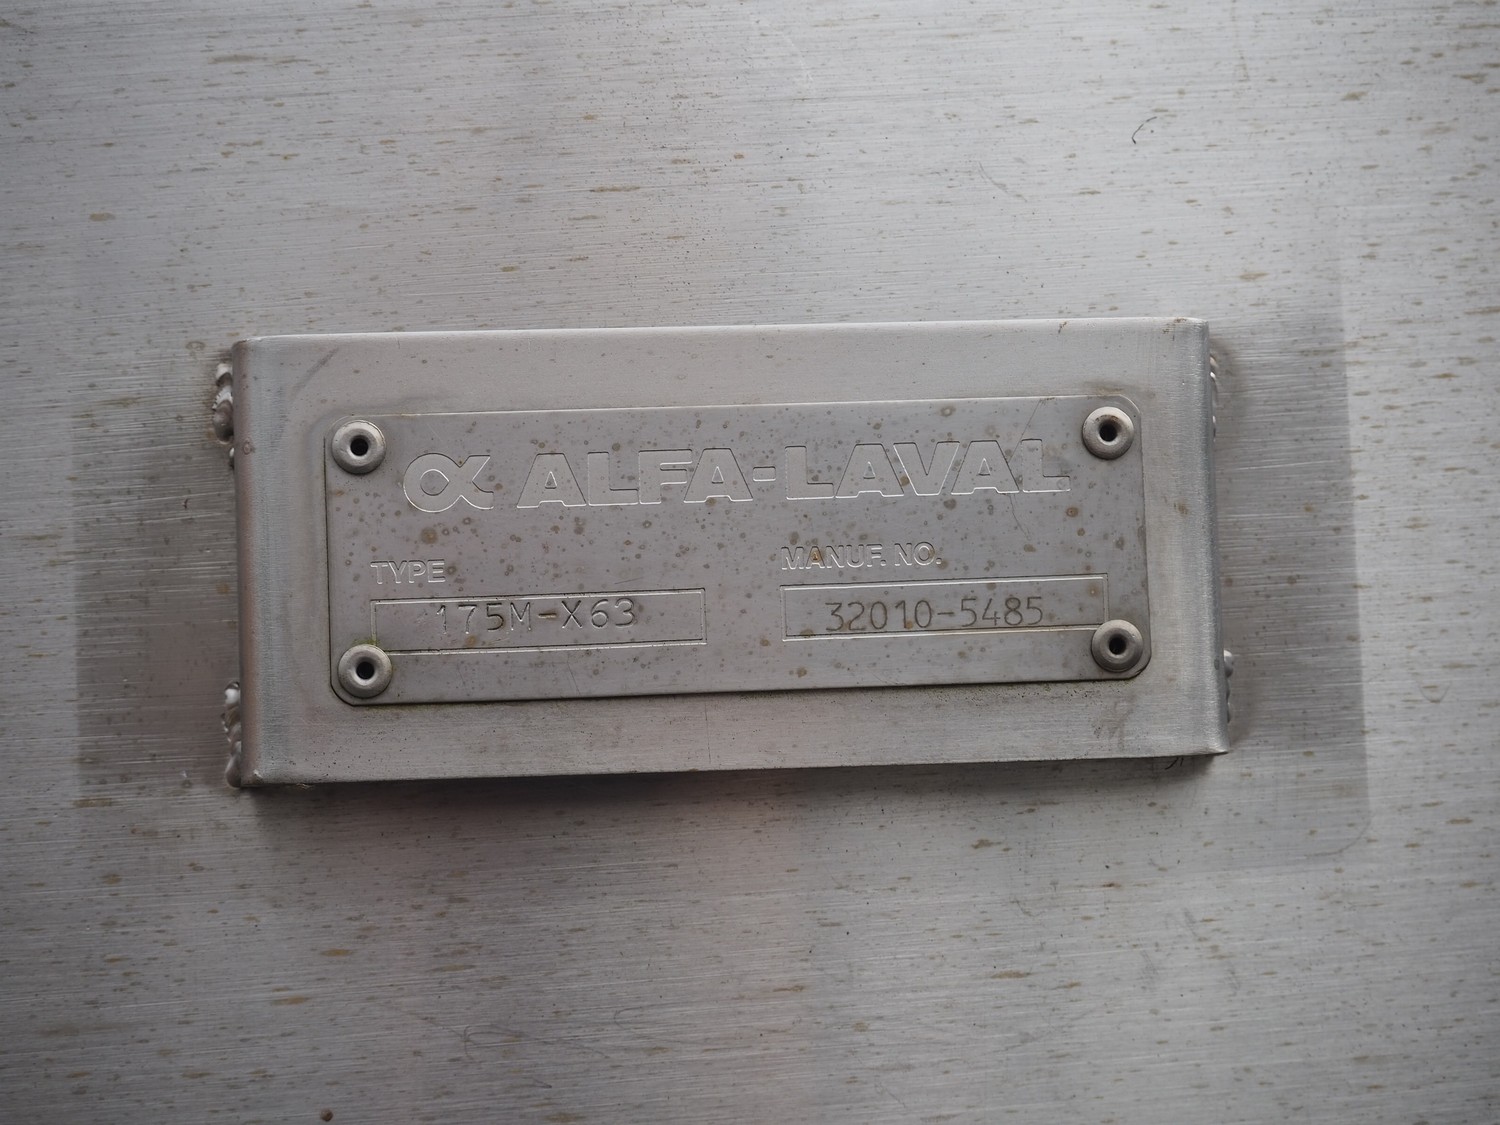 α ALFA-LAVAL
TYPE
175M-X63
MANUF. NO.
32010-5485